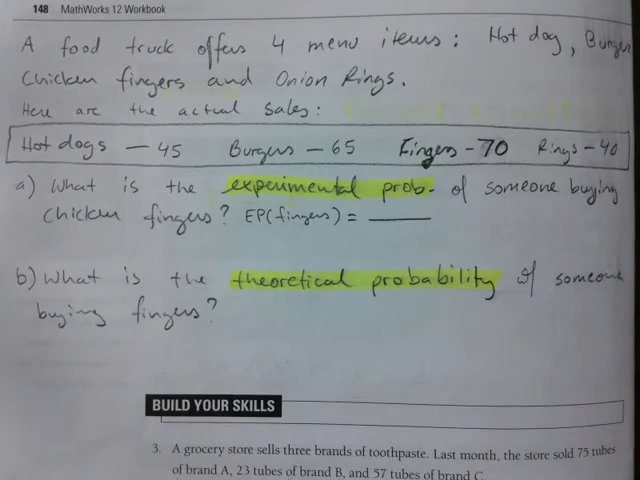 148 MathWorks 12 Workbook
A food truck offers 4 menu items: Hot dog, Burger
Chicken fingers and Onion Rings.
Here are the actual sales:
Hot dogs — 45 Burgers — 65 Fingers - 70 Rings - 40
a) What is the experimental prob. of someone buying
chicken fingers? EP(fingers) = ______
b) What is the theoretical probability of someone
buying fingers?
BUILD YOUR SKILLS
3. A grocery store sells three brands of toothpaste. Last month, the store sold 75 tubes
of brand A, 23 tubes of brand B, and 57 tubes of brand C.